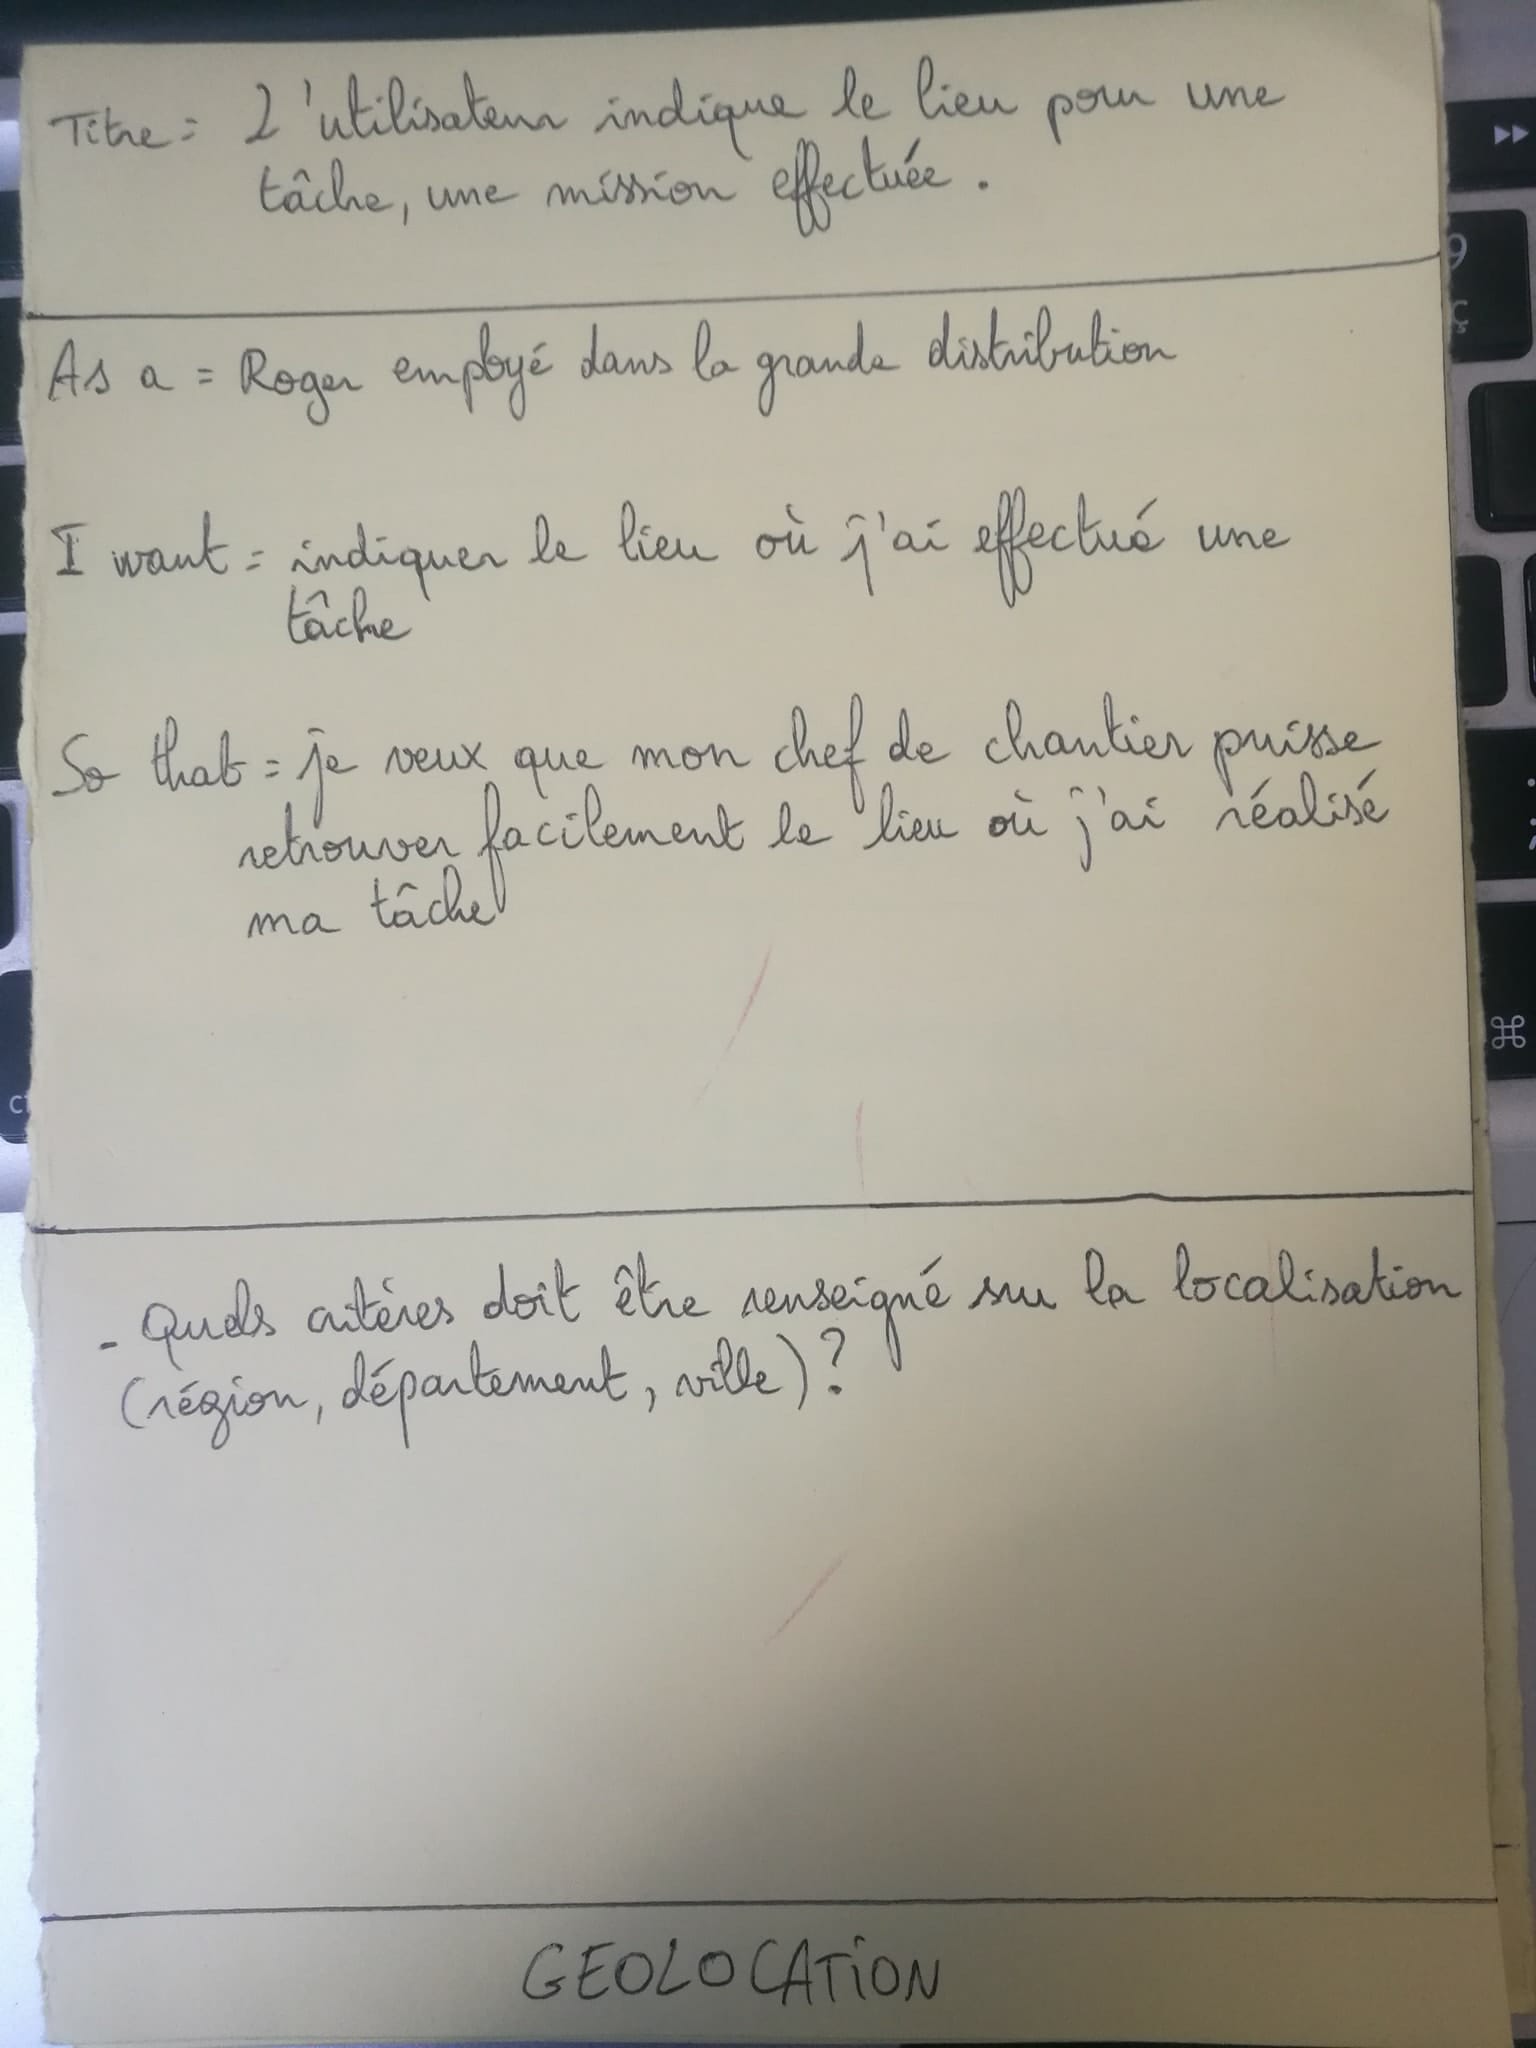 Titre = L'utilisateur indique le lieu pour une
tâche, une mission effectuée.
As a = Roger employé dans la grande distribution
I want = indiquer le lieu où j'ai effectué une
tâche
So that = je veux que mon chef de chantier puisse
retrouver facilement le lieu où j'ai réalisé
ma tâche
- Quels critères doit être renseigné sur la localisation
(région, département, ville) ?
GEOLOCATION
9
ç
⌘